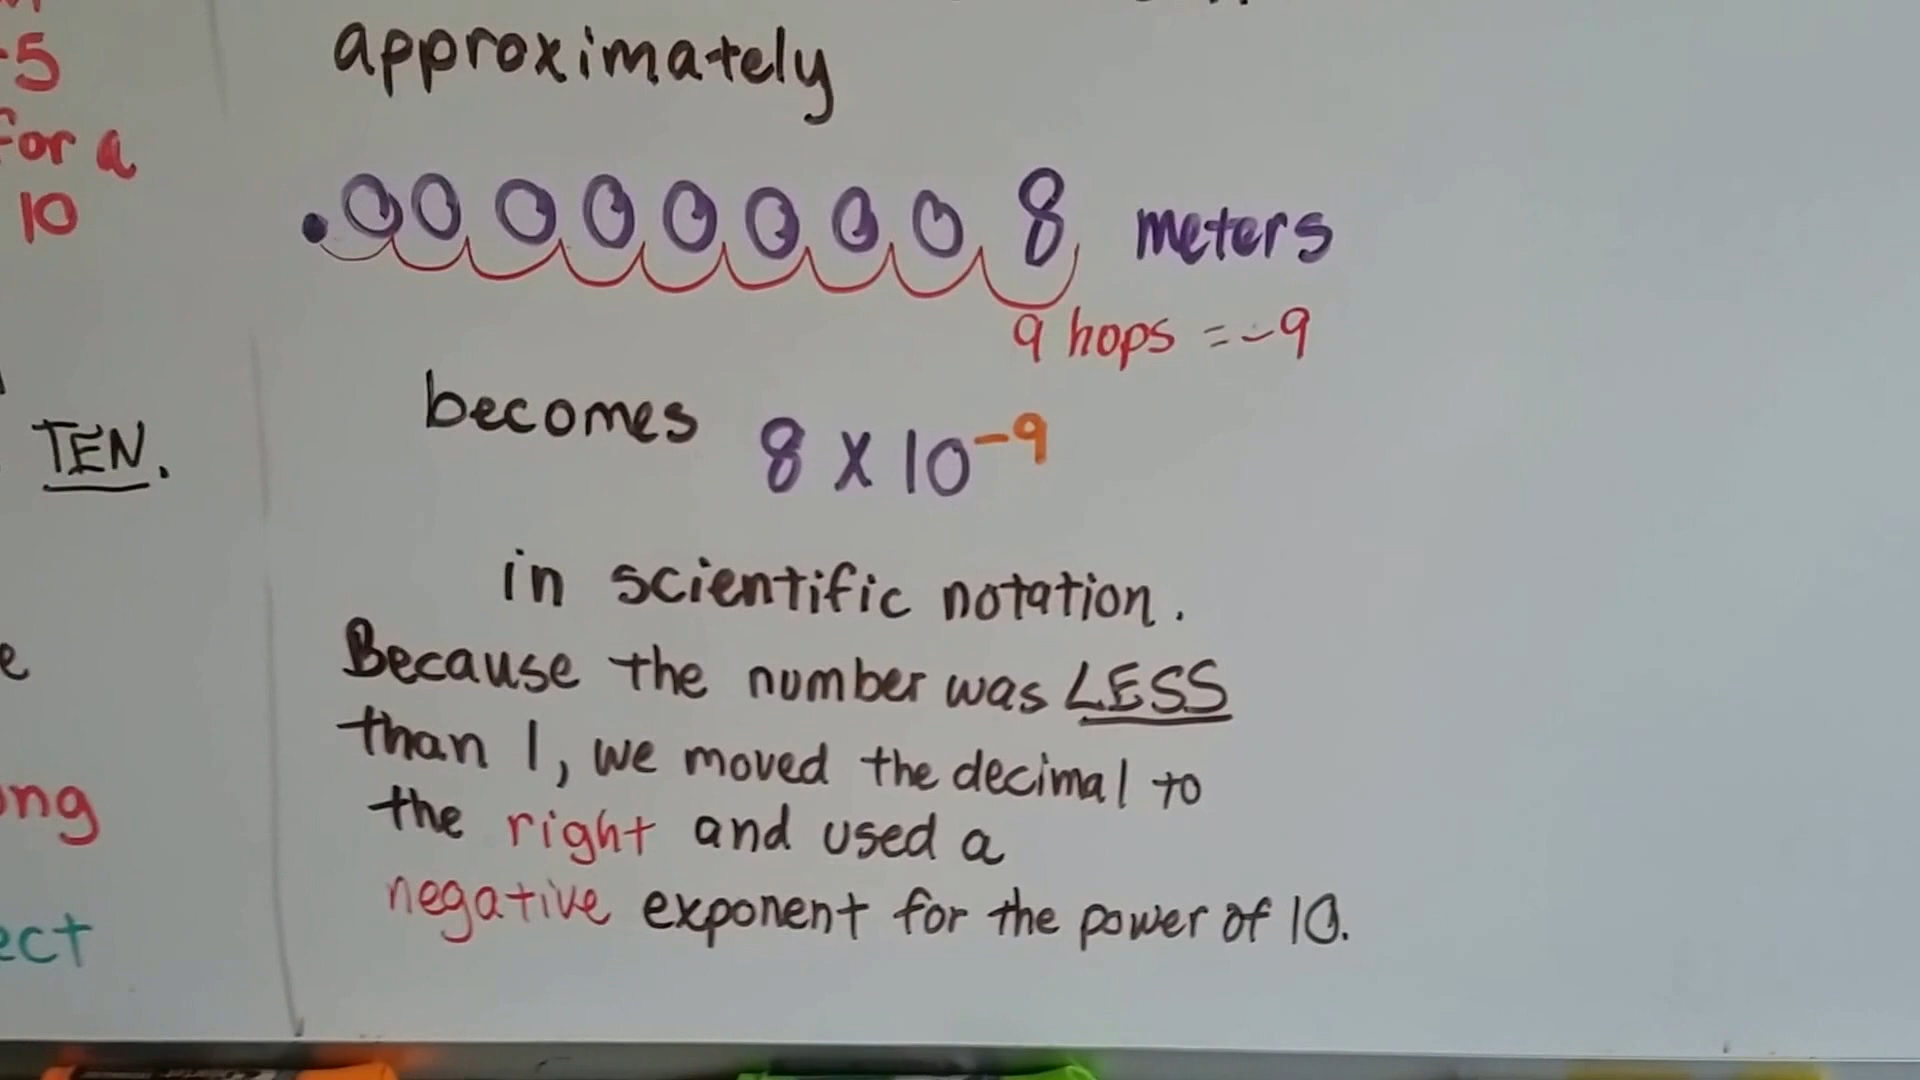 -5
for a
10
TEN.
e
ong
ect
approximately
.000000008 meters
9 hops = -9
becomes 8 x 10-9
in scientific notation.
Because the number was LESS
than 1, we moved the decimal to
the right and used a
negative exponent for the power of 10.